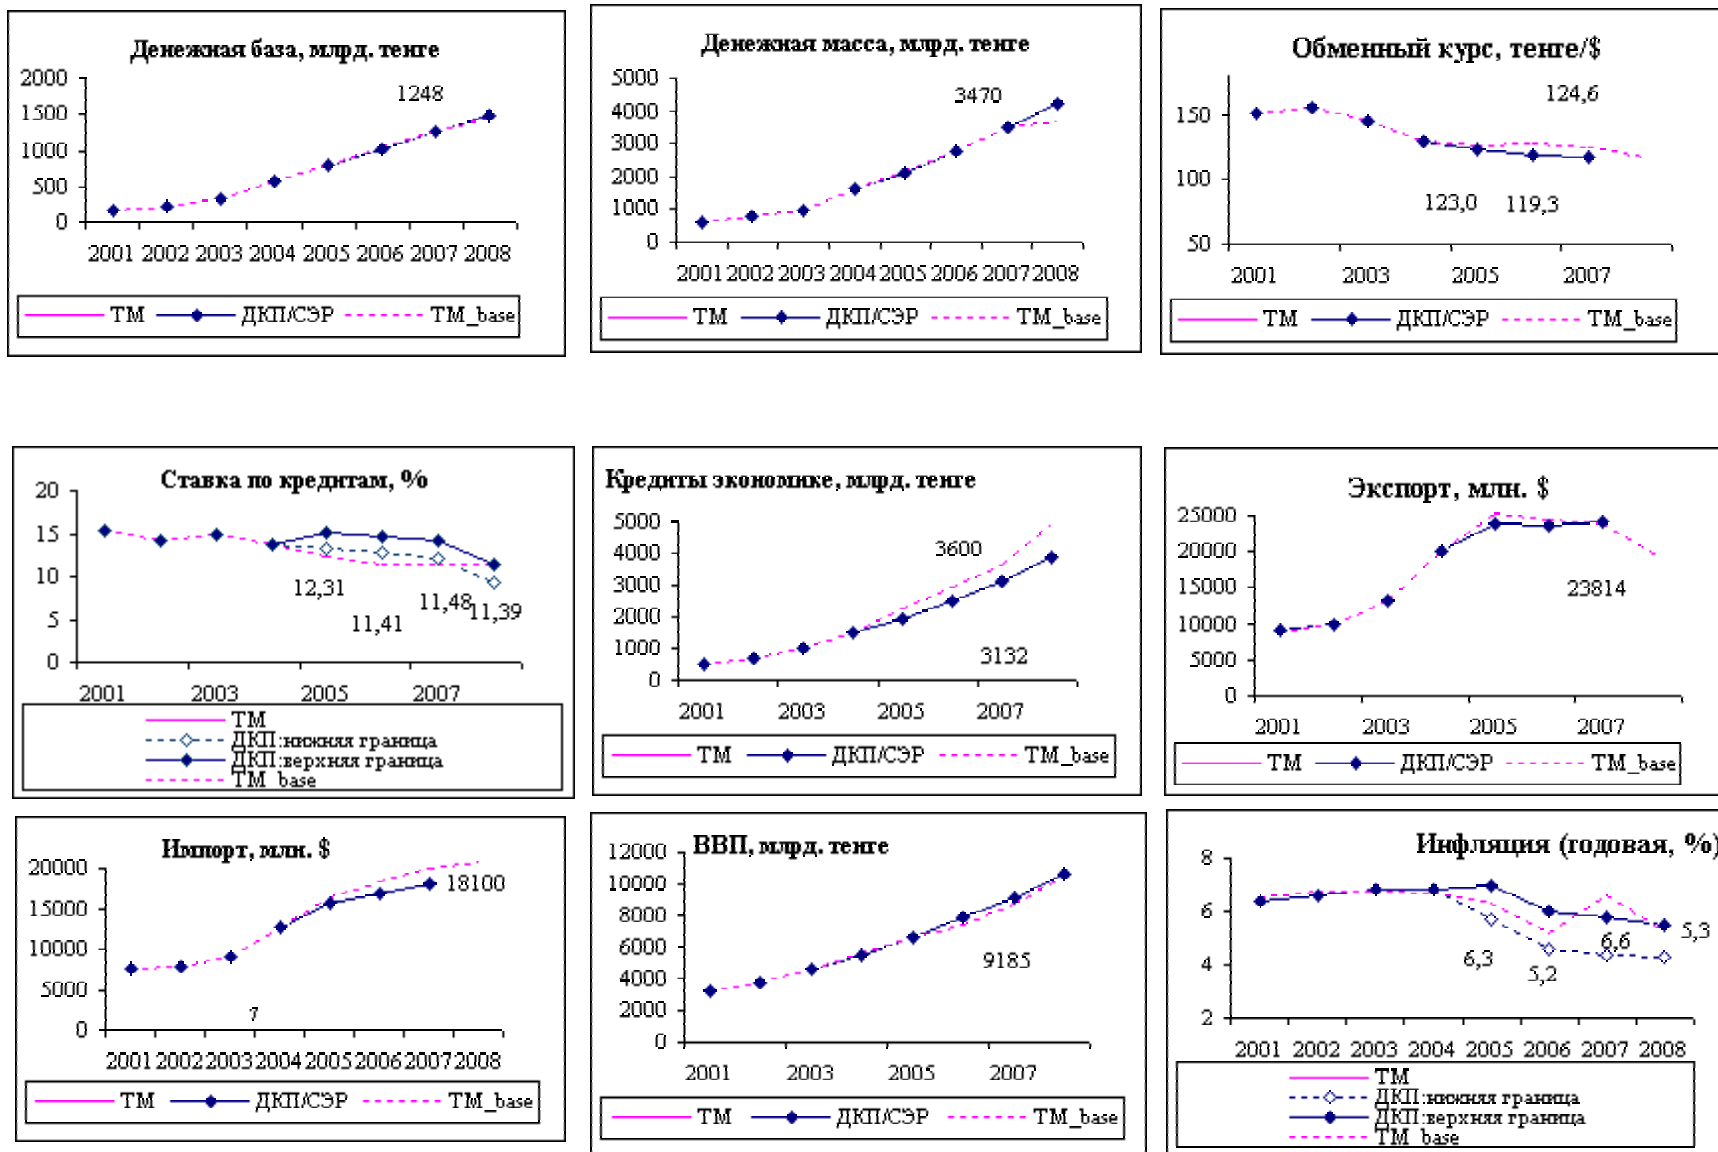 Денежная база, млрд. тенге
2000
1500
1000
500
0
1248
2001 2002 2003 2004 2005 2006 2007 2008
ТМ ДКП/СЭР TM_base
Денежная масса, млрд. тенге
5000
4000
3000
2000
1000
0
3470
2001 2002 2003 2004 2005 2006 2007 2008
ТМ ДКП/СЭР TM_base
Обменный курс, тенге/$
150
100
50
124,6
123,0 119,3
2001 2003 2005 2007
ТМ ДКП/СЭР TM_base
Ставка по кредитам, %
20
15
10
5
0
12,31
11,41
11,48
11,39
2001 2003 2005 2007
ТМ
ДКП:нижняя граница
ДКП:верхняя граница
TM_base
Кредиты экономике, млрд. тенге
5000
4000
3000
2000
1000
0
3600
3132
2001 2003 2005 2007
ТМ ДКП/СЭР TM_base
Экспорт, млн. $
25000
20000
15000
10000
5000
0
23814
2001 2003 2005 2007
ТМ ДКП/СЭР TM_base
Импорт, млн. $
20000
15000
10000
5000
0
18100
7
2001 2002 2003 2004 2005 2006 2007 2008
ТМ ДКП/СЭР TM_base
ВВП, млрд. тенге
12000
10000
8000
6000
4000
2000
0
9185
2001 2003 2005 2007
ТМ ДКП/СЭР TM_base
Инфляция (годовая, %)
8
6
4
2
6,3
5,2
6,6
5,3
2001 2002 2003 2004 2005 2006 2007 2008
ТМ
ДКП:нижняя граница
ДКП:верхняя граница
TM_base